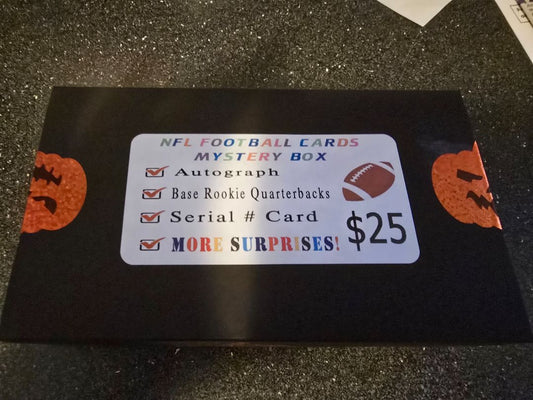 NFL FOOTBALL CARDS
MYSTERY BOX
Autograph
Base Rookie Quarterbacks
Serial # Card
MORE SURPRISES!
$25